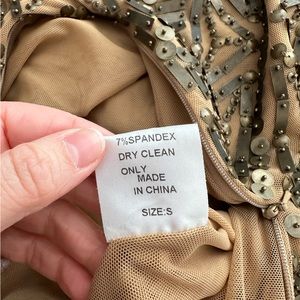 7%SPANDEX
DRY CLEAN
ONLY
MADE
IN CHINA
SIZE:S